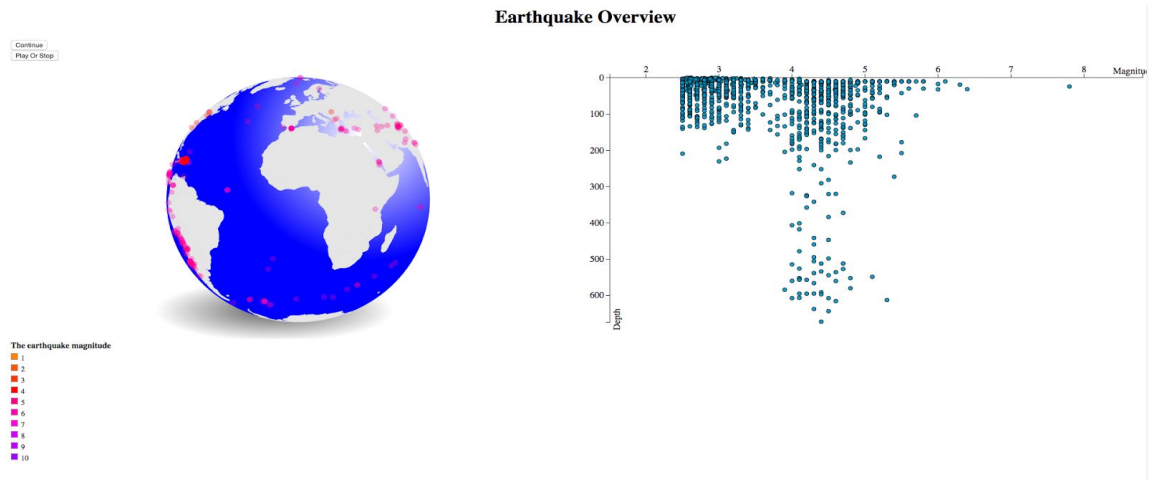 Earthquake Overview
Continue
Play Or Stop
2 3 4 5 6 7 8
Magnitu
0
100
200
300
400
500
600
Depth
The earthquake magnitude
1
2
3
4
5
6
7
8
9
10